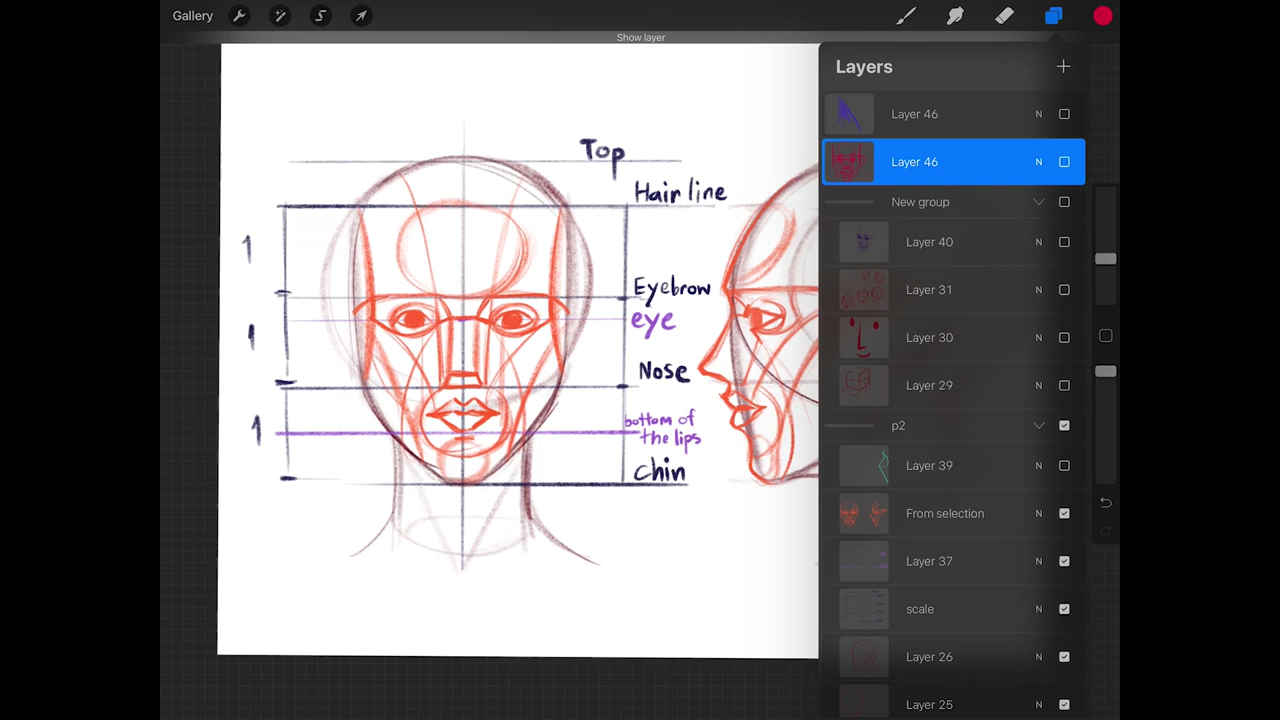 Gallery
Show layer
Layers
Layer 46 N
Layer 46 N
New group
Layer 40 N
Layer 31 N
Layer 30 N
Layer 29 N
p2
Layer 39 N
From selection N
Layer 37 N
scale N
Layer 26 N
Layer 25 N
Top
Hair line
1
Eyebrow
eye
1
Nose
bottom of
the lips
1
chin